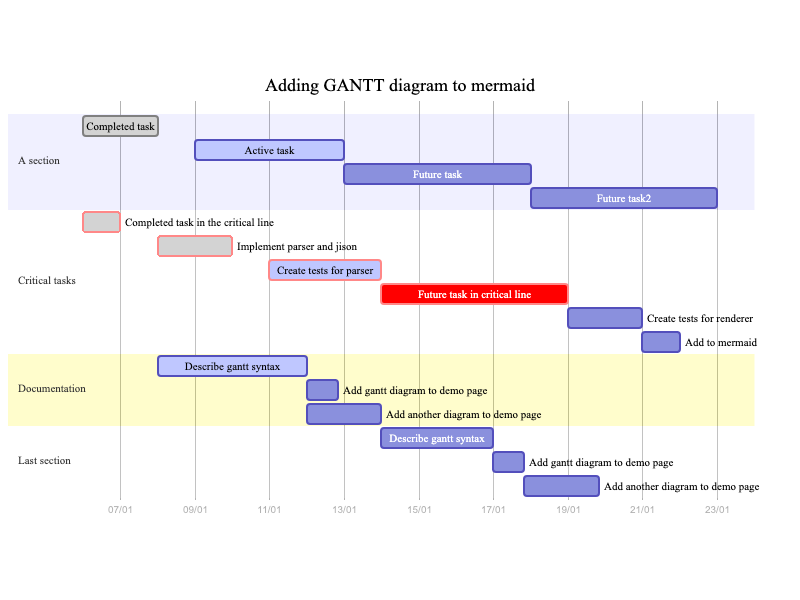 Adding GANTT diagram to mermaid
Completed task
Active task
A section
Future task
Future task2
Completed task in the critical line
Implement parser and jison
Create tests for parser
Critical tasks
Future task in critical line
Create tests for renderer
Add to mermaid
Describe gantt syntax
Documentation
Add gantt diagram to demo page
Add another diagram to demo page
Describe gantt syntax
Last section
Add gantt diagram to demo page
Add another diagram to demo page
07/01 09/01 11/01 13/01 15/01 17/01 19/01 21/01 23/01